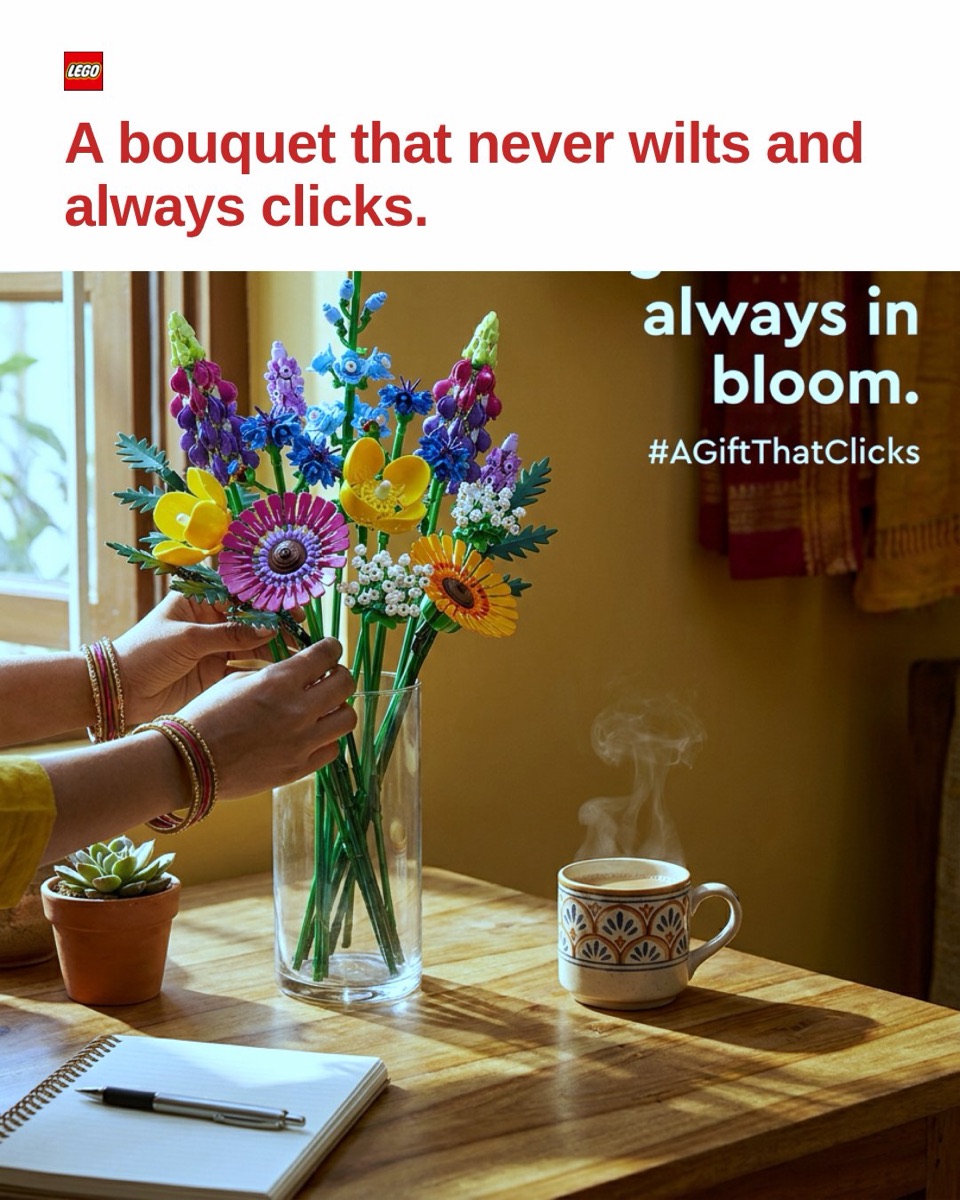 LEGO
A bouquet that never wilts and
always clicks.
always in
bloom.
#AGiftThatClicks